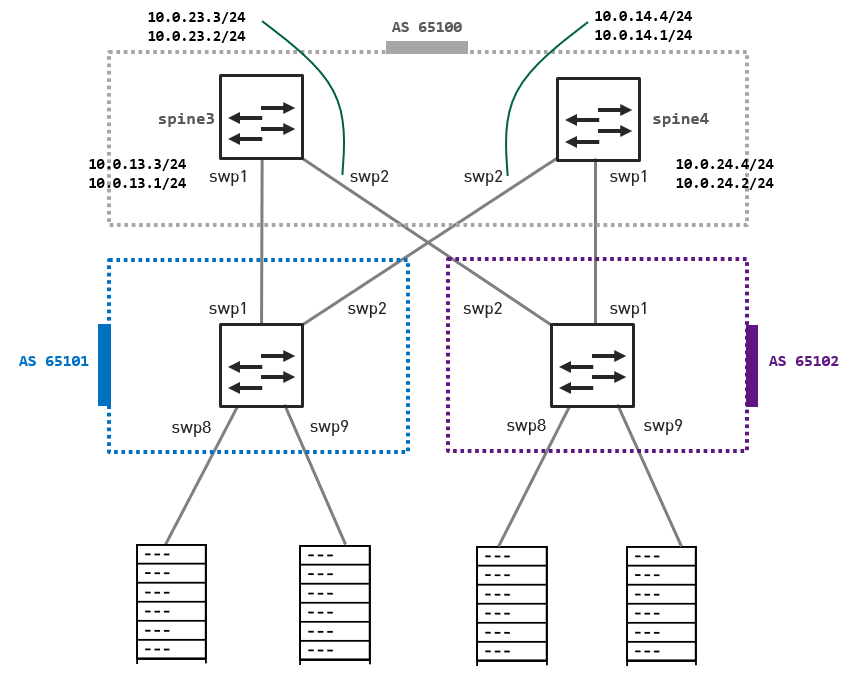 10.0.23.3/24
10.0.23.2/24
AS 65100
10.0.14.4/24
10.0.14.1/24
spine3
spine4
10.0.13.3/24
10.0.13.1/24
swp1
swp2
swp2
swp1
10.0.24.4/24
10.0.24.2/24
swp1
swp2
swp2
swp1
AS 65101
AS 65102
swp8
swp9
swp8
swp9